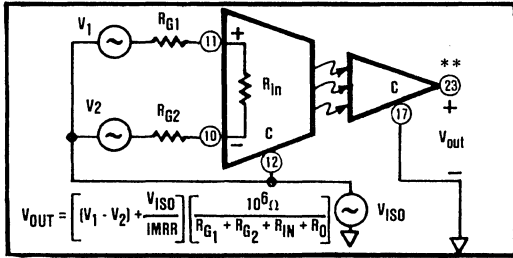 V1
RG1
11
+
RIn
V2
RG2
10
−
C
12
C
**
23
+
17
Vout
−
VOUT = [(V1 - V2) + VISO/IMRR] [10^6Ω / RG1 + RG2 + RIN + RO]
VISO